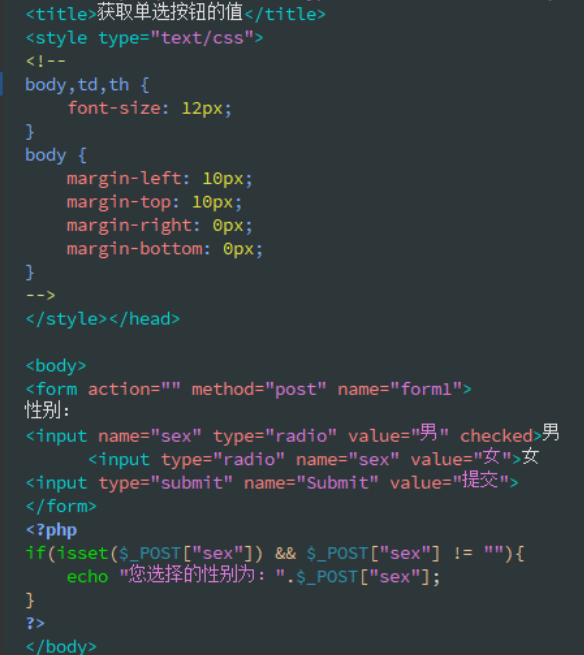 <title>获取单选按钮的值</title>
<style type="text/css">
<!--
body,td,th {
    font-size: 12px;
}
body {
    margin-left: 10px;
    margin-top: 10px;
    margin-right: 0px;
    margin-bottom: 0px;
}
-->
</style></head>

<body>
<form action="" method="post" name="form1">
性别：
<input name="sex" type="radio" value="男" checked>男
      <input type="radio" name="sex" value="女">女
<input type="submit" name="Submit" value="提交">
</form>
<?php
if(isset($_POST["sex"]) && $_POST["sex"] != ""){
    echo "您选择的性别为：".$_POST["sex"];
}
?>
</body>